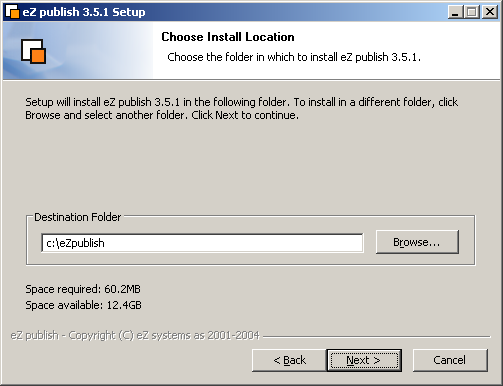 eZ publish 3.5.1 Setup
Choose Install Location
Choose the folder in which to install eZ publish 3.5.1.
Setup will install eZ publish 3.5.1 in the following folder. To install in a different folder, click
Browse and select another folder. Click Next to continue.
Destination Folder
c:\eZpublish
Browse...
Space required: 60.2MB
Space available: 12.4GB
eZ publish - Copyright (C) eZ systems as 2001-2004
< Back
Next >
Cancel